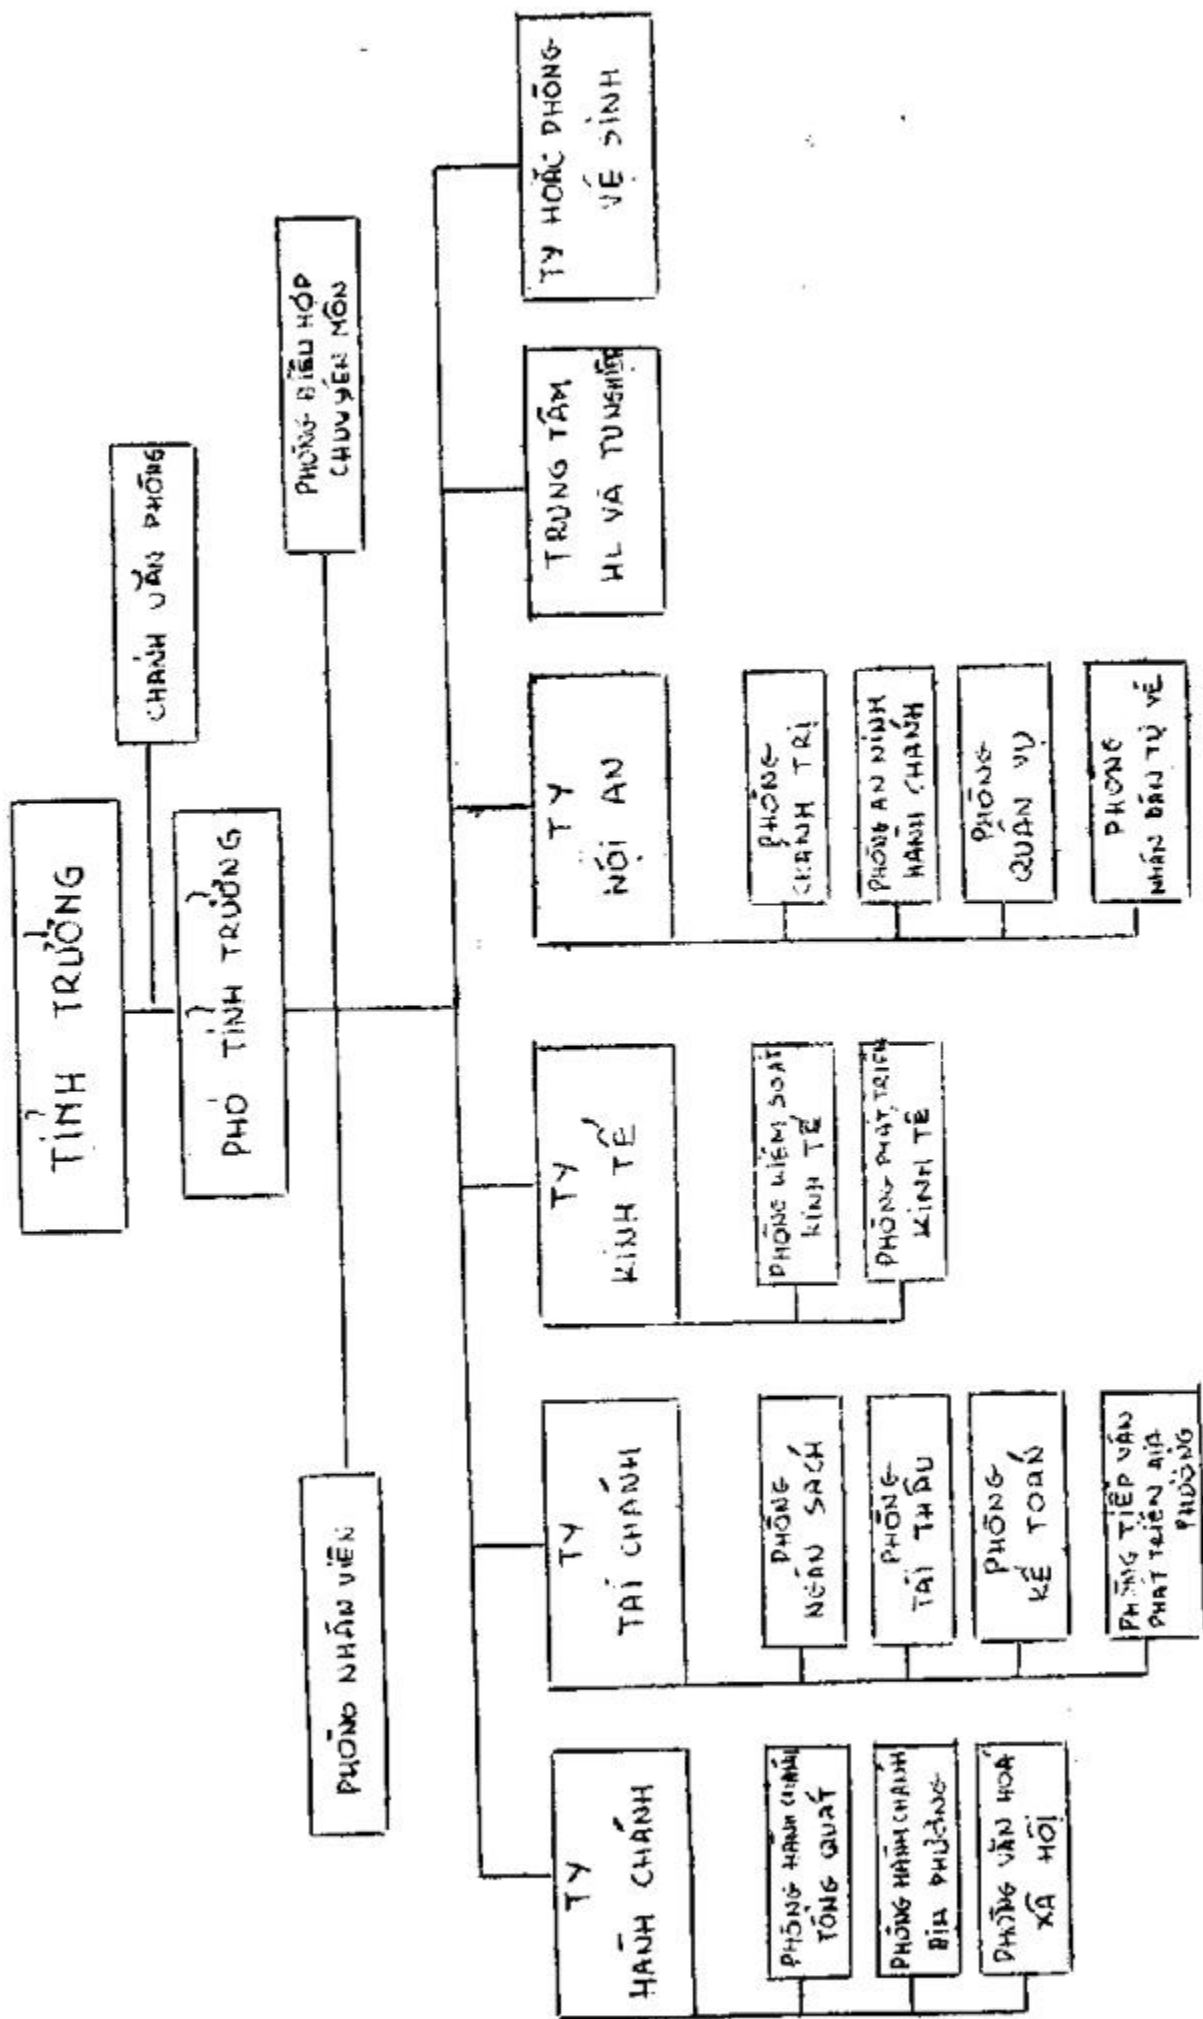 TỈNH TRƯỞNG
CHÁNH VĂN PHÒNG
PHÓ TỈNH TRƯỞNG
PHÒNG NHÂN VIÊN
PHÒNG ĐIỀU HỢP
CHUYÊN MÔN
TY
HÀNH CHÁNH
TY
TÀI CHÁNH
TY
KINH TẾ
TY
NỘI AN
TRUNG TÂM
HL VÀ TU NGHIỆP
TY HOẶC PHÒNG
VỆ SINH
PHÒNG HÀNH CHÁNH
TỔNG QUÁT
PHÒNG HÀNH CHÁNH
ĐỊA PHƯƠNG
PHÒNG VĂN HOÁ
XÃ HỘI
PHÒNG
NGÂN SÁCH
PHÒNG
TÀI THÂU
PHÒNG
KẾ TOÁN
PHÒNG TIẾP VẬN
PHÁT TRIỂN ĐỊA
PHƯƠNG
PHÒNG KIỂM SOÁT
KINH TẾ
PHÒNG PHÁT TRIỂN
KINH TẾ
PHÒNG
CHÁNH TRỊ
PHÒNG AN NINH
HÀNH CHÁNH
PHÒNG
QUÂN VỤ
PHÒNG
NHÂN DÂN TỰ VỆ